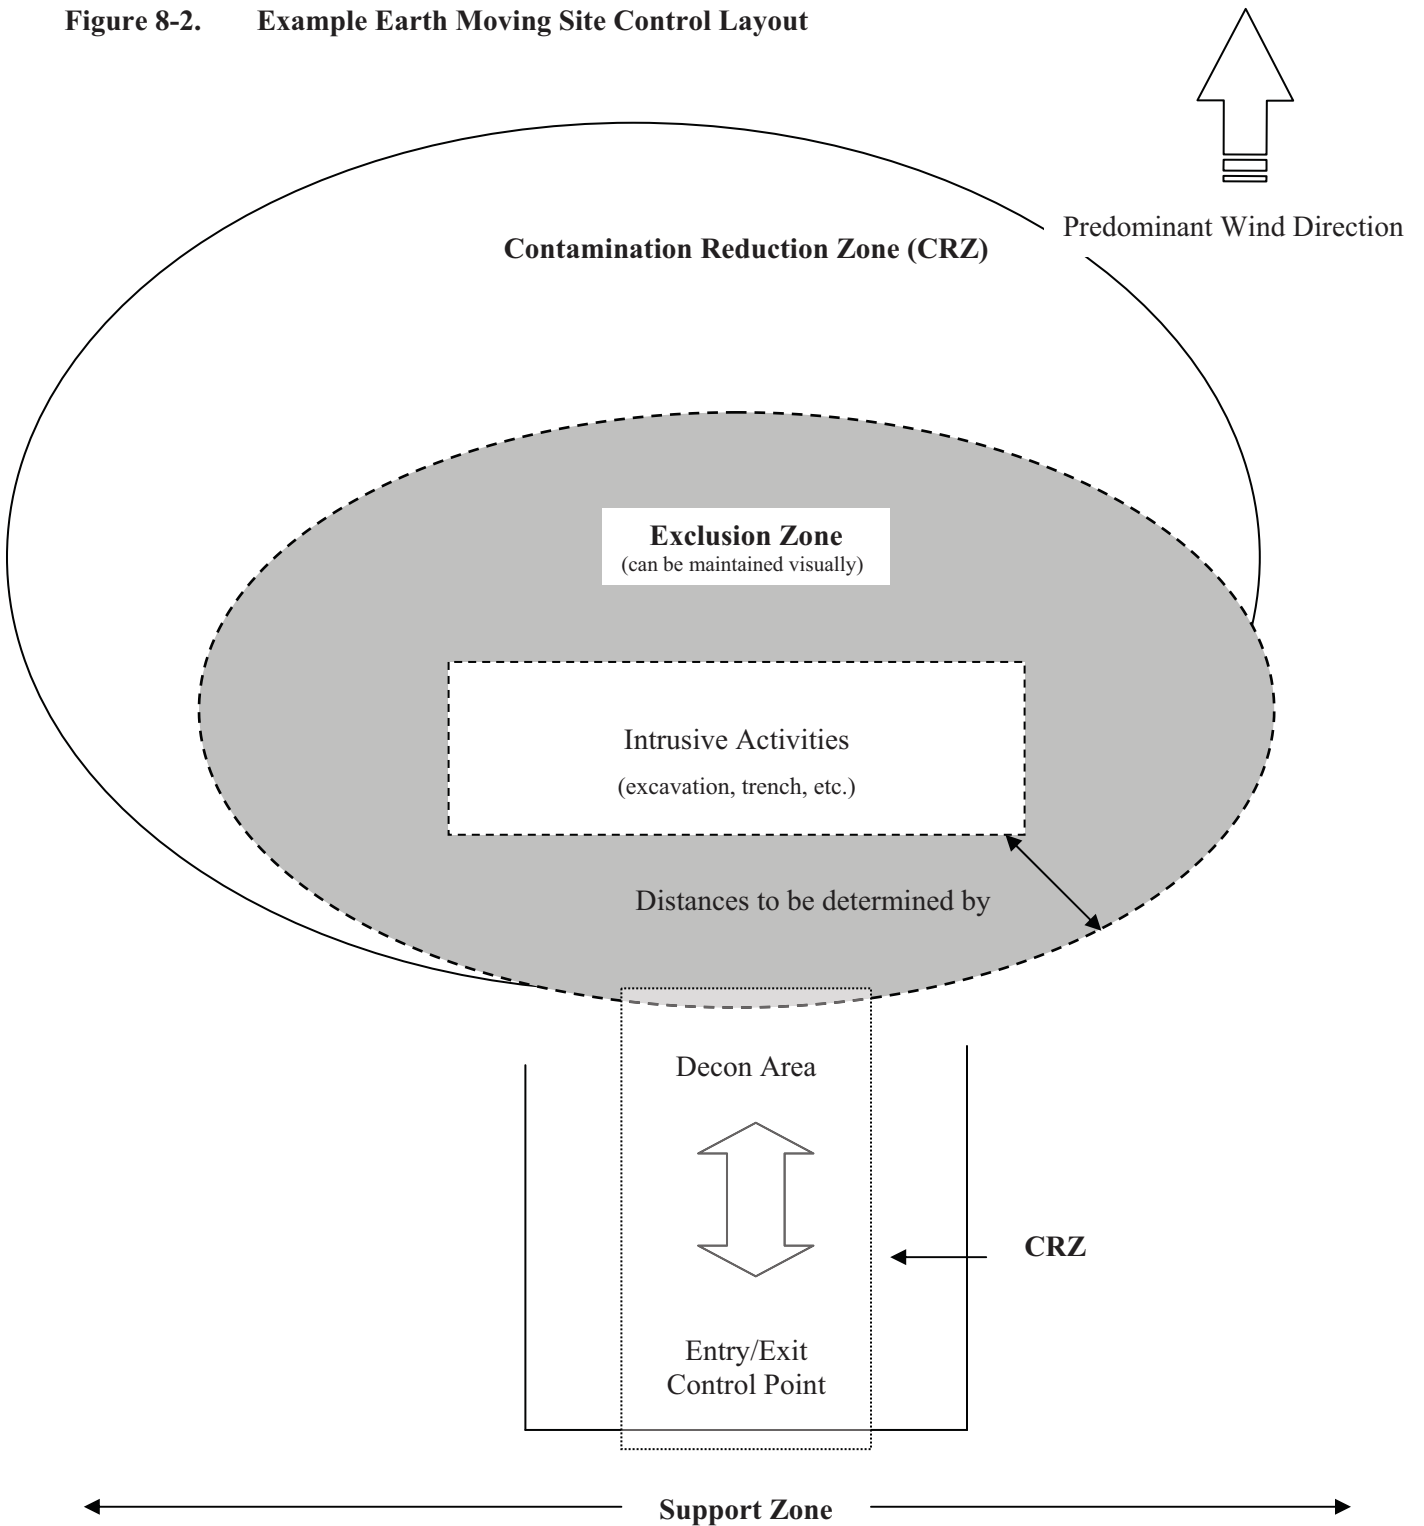 Figure 8-2. Example Earth Moving Site Control Layout
Predominant Wind Direction
Contamination Reduction Zone (CRZ)
Exclusion Zone
(can be maintained visually)
Intrusive Activities
(excavation, trench, etc.)
Distances to be determined by
Decon Area
CRZ
Entry/Exit
Control Point
Support Zone